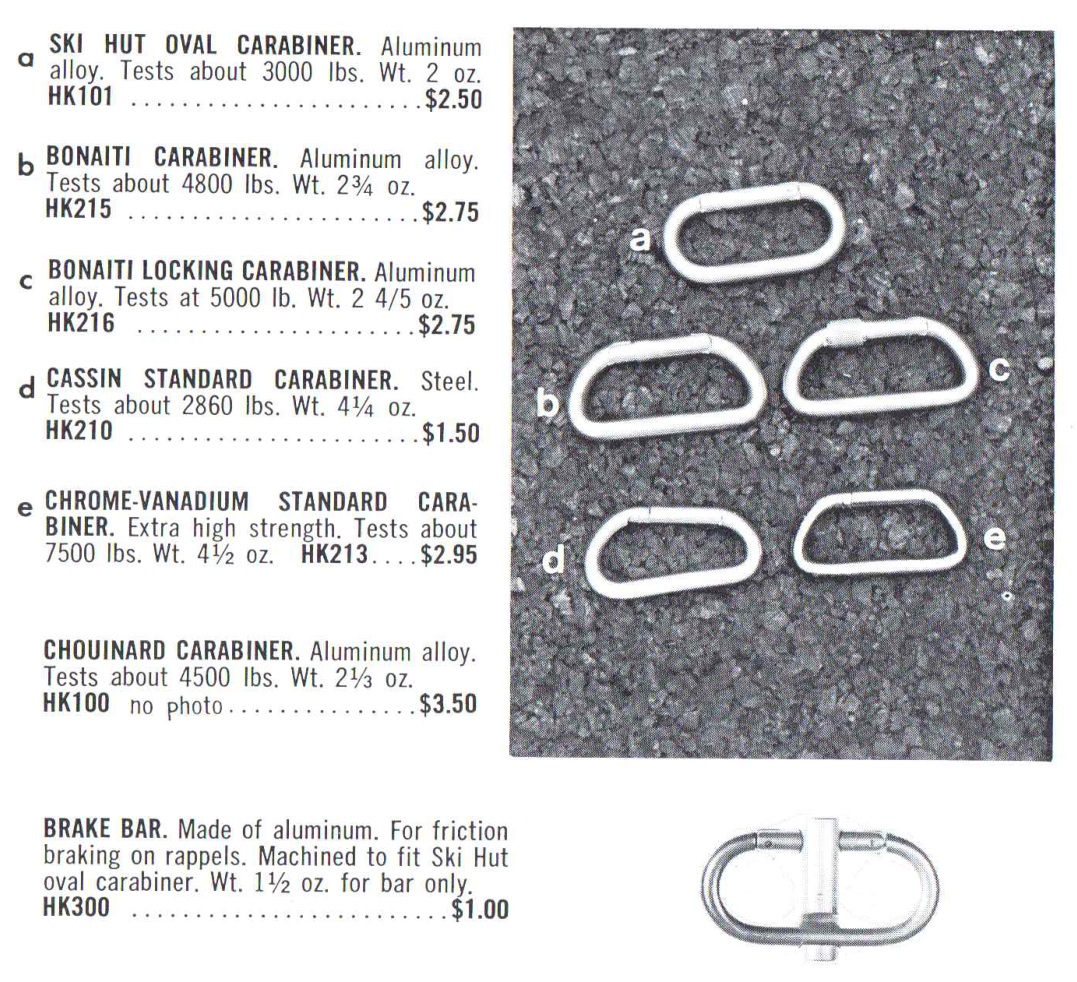 a SKI HUT OVAL CARABINER. Aluminum
alloy. Tests about 3000 lbs. Wt. 2 oz.
HK101 ......................$2.50
b BONAITI CARABINER. Aluminum alloy.
Tests about 4800 lbs. Wt. 2¾ oz.
HK215 ......................$2.75
c BONAITI LOCKING CARABINER. Aluminum
alloy. Tests at 5000 lb. Wt. 2 4/5 oz.
HK216 .....................$2.75
d CASSIN STANDARD CARABINER. Steel.
Tests about 2860 lbs. Wt. 4¼ oz.
HK210 ......................$1.50
e CHROME-VANADIUM STANDARD CARA-
BINER. Extra high strength. Tests about
7500 lbs. Wt. 4½ oz. HK213....$2.95
CHOUINARD CARABINER. Aluminum alloy.
Tests about 4500 lbs. Wt. 2⅓ oz.
HK100 no photo...............$3.50
BRAKE BAR. Made of aluminum. For friction
braking on rappels. Machined to fit Ski Hut
oval carabiner. Wt. 1½ oz. for bar only.
HK300 ........................$1.00
a
b
c
d
e